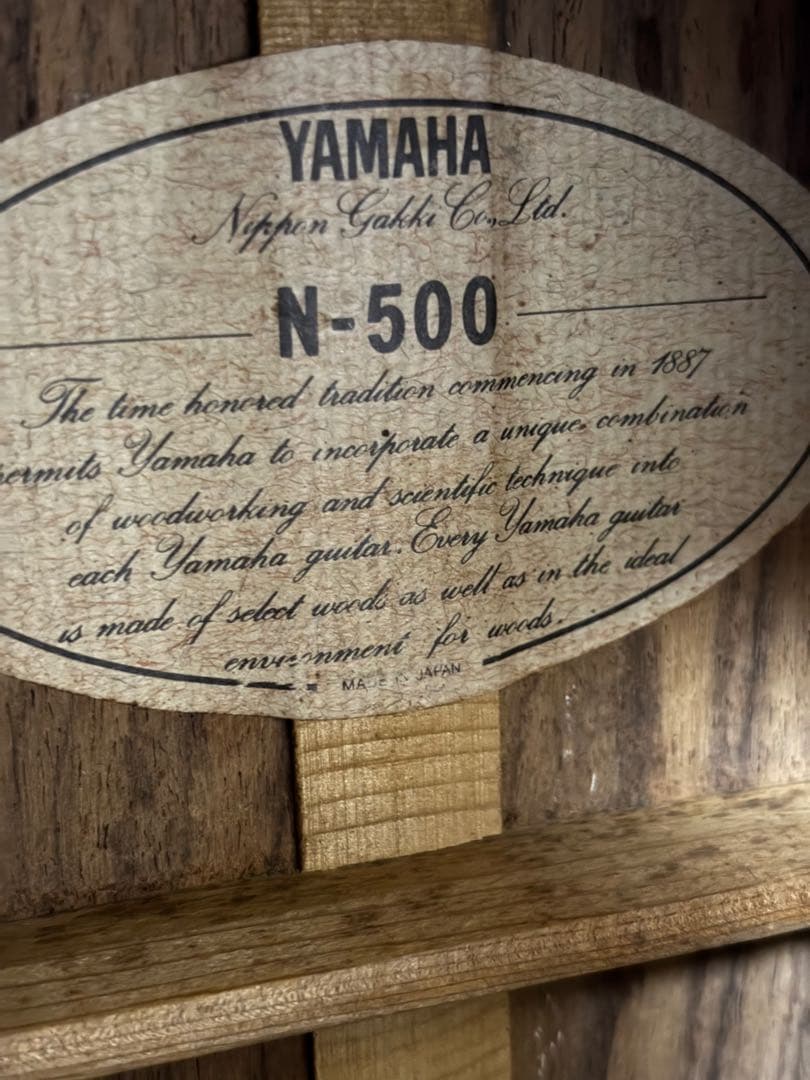 YAMAHA
Nippon Gakki Co., Ltd.
N-500
The time honored tradition commencing in 1887
permits Yamaha to incorporate a unique combination
of woodworking and scientific technique into
each Yamaha guitar. Every Yamaha guitar
is made of select woods as well as in the ideal
environment for woods.
MADE IN JAPAN